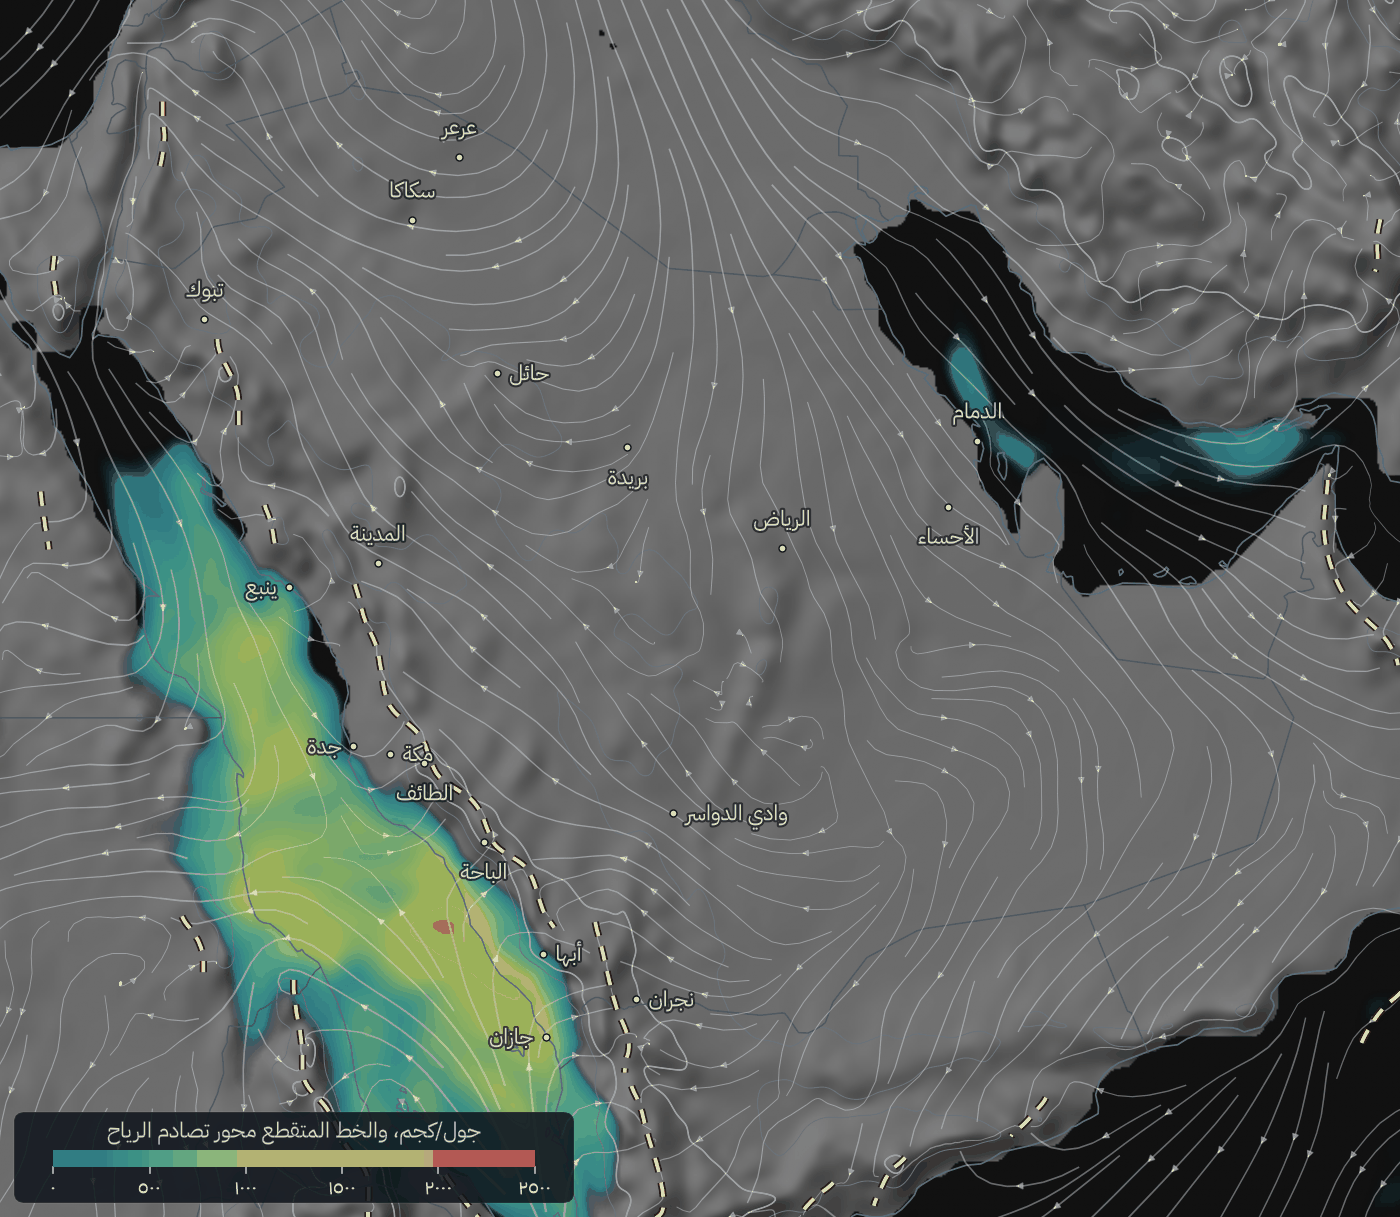 عرعر
سكاكا
تبوك
حائل
الدمام
بريدة
الرياض
المدينة
الأحساء
ينبع
جدة
مكة
الطائف
وادي الدواسر
الباحة
أبها
نجران
جازان
جول/كجم، والخط المتقطع محور تصادم الرياح
٠ ٥٠٠ ١٠٠٠ ١٥٠٠ ٢٠٠٠ ٢٥٠٠